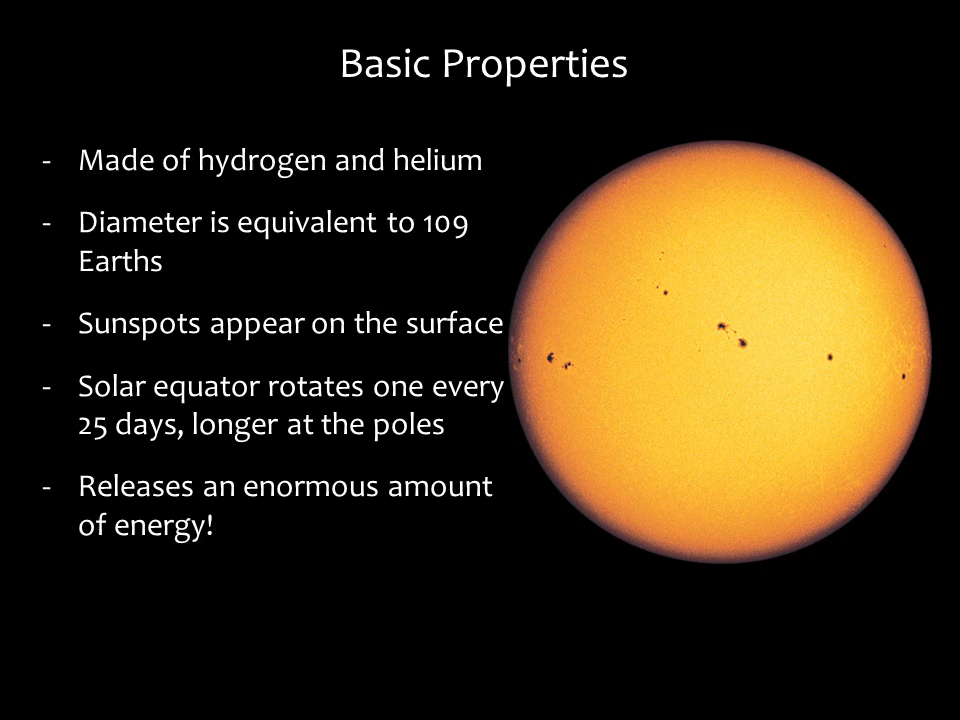 Basic Properties
- Made of hydrogen and helium
- Diameter is equivalent to 109
Earths
- Sunspots appear on the surface
- Solar equator rotates one every
25 days, longer at the poles
- Releases an enormous amount
of energy!